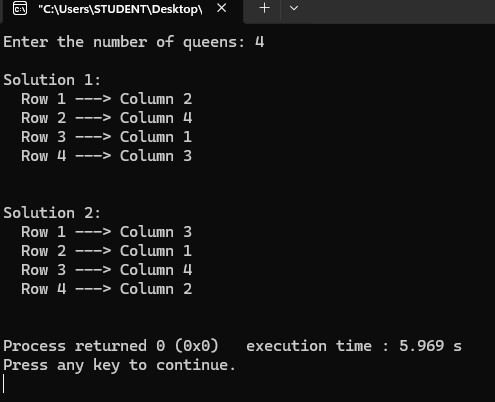 "C:\Users\STUDENT\Desktop\
Enter the number of queens: 4
Solution 1:
Row 1 ---> Column 2
Row 2 ---> Column 4
Row 3 ---> Column 1
Row 4 ---> Column 3
Solution 2:
Row 1 ---> Column 3
Row 2 ---> Column 1
Row 3 ---> Column 4
Row 4 ---> Column 2
Process returned 0 (0x0)   execution time : 5.969 s
Press any key to continue.